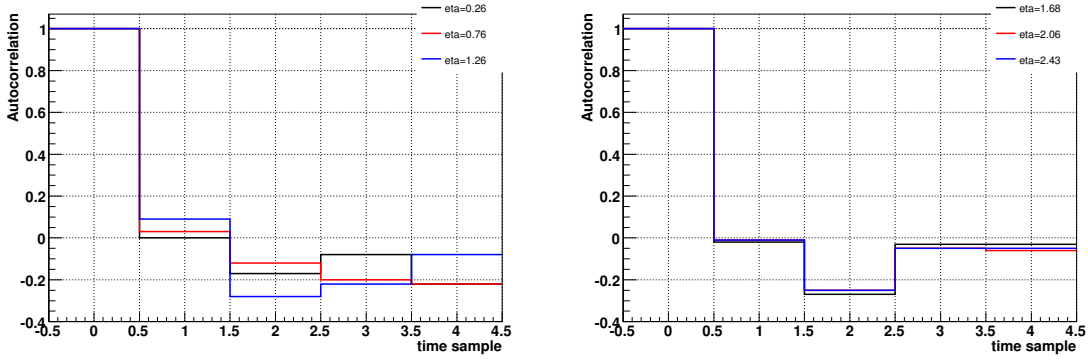 eta=0.26
eta=0.76
eta=1.26
Autocorrelation
1
0.8
0.6
0.4
0.2
0
-0.2
-0.4
-0.5 0 0.5 1 1.5 2 2.5 3 3.5 4 4.5
time sample
eta=1.68
eta=2.06
eta=2.43
Autocorrelation
1
0.8
0.6
0.4
0.2
0
-0.2
-0.4
-0.5 0 0.5 1 1.5 2 2.5 3 3.5 4 4.5
time sample